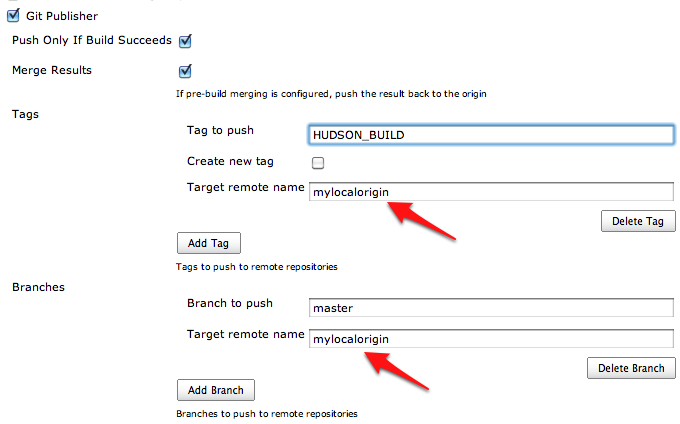 Git Publisher
Push Only If Build Succeeds
Merge Results
If pre-build merging is configured, push the result back to the origin
Tags
Tag to push HUDSON_BUILD
Create new tag
Target remote name mylocalorigin
Delete Tag
Add Tag
Tags to push to remote repositories
Branches
Branch to push master
Target remote name mylocalorigin
Delete Branch
Add Branch
Branches to push to remote repositories